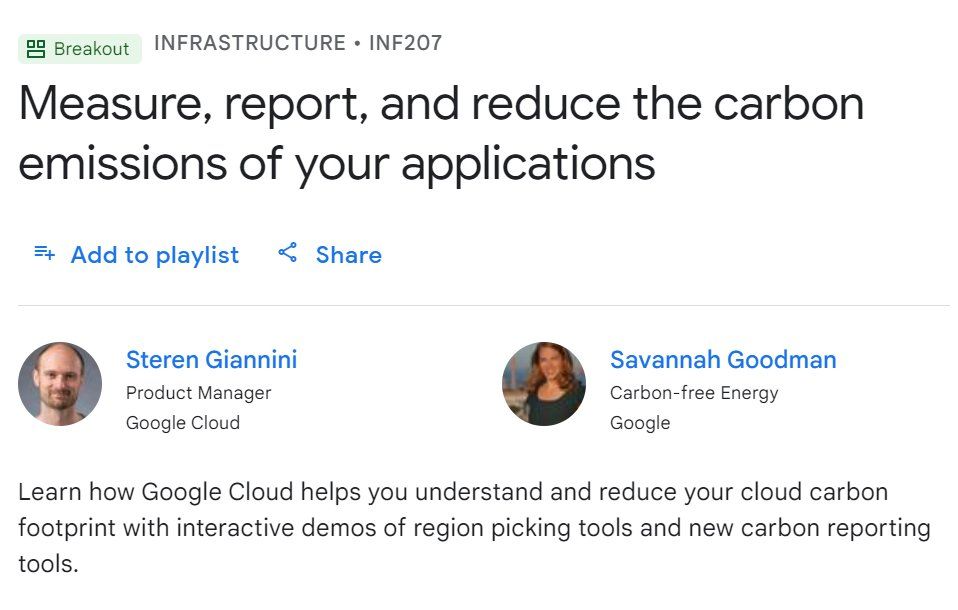 Breakout INFRASTRUCTURE • INF207
Measure, report, and reduce the carbon
emissions of your applications
Add to playlist Share
Steren Giannini
Product Manager
Google Cloud
Savannah Goodman
Carbon-free Energy
Google
Learn how Google Cloud helps you understand and reduce your cloud carbon
footprint with interactive demos of region picking tools and new carbon reporting
tools.